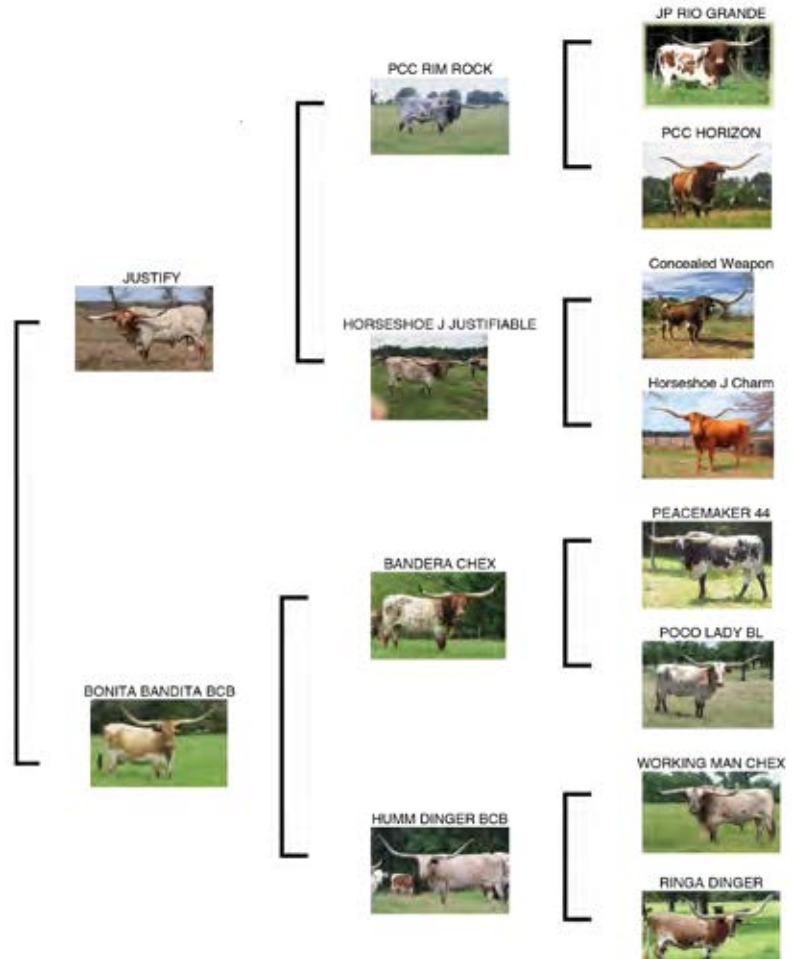 JP RIO GRANDE
PCC RIM ROCK
PCC HORIZON
JUSTIFY
Concealed Weapon
HORSESHOE J JUSTIFIABLE
Horseshoe J Charm
PEACEMAKER 44
BANDERA CHEX
POCO LADY BL
BONITA BANDITA BCB
WORKING MAN CHEX
HUMM DINGER BCB
RINGA DINGER